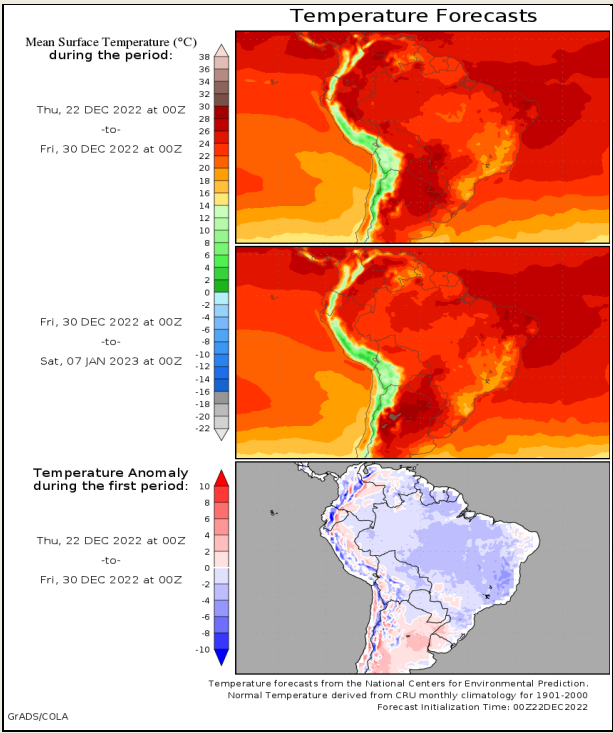 Temperature Forecasts
Mean Surface Temperature (°C)
during the period:
38
36
34
32
30
28
26
24
22
20
18
16
14
12
10
8
6
4
2
0
-2
-4
-6
-8
-10
-12
-14
-16
-18
-20
-22
Thu, 22 DEC 2022 at 00Z
-to-
Fri, 30 DEC 2022 at 00Z
Fri, 30 DEC 2022 at 00Z
-to-
Sat, 07 JAN 2023 at 00Z
Temperature Anomaly
during the first period:
10
8
6
4
2
0
-2
-4
-6
-8
-10
Thu, 22 DEC 2022 at 00Z
-to-
Fri, 30 DEC 2022 at 00Z
Temperature forecasts from the National Centers for Environmental Prediction.
Normal Temperature derived from CRU monthly climatology for 1901-2000
Forecast Initialization Time: 00Z22DEC2022
GrADS/COLA